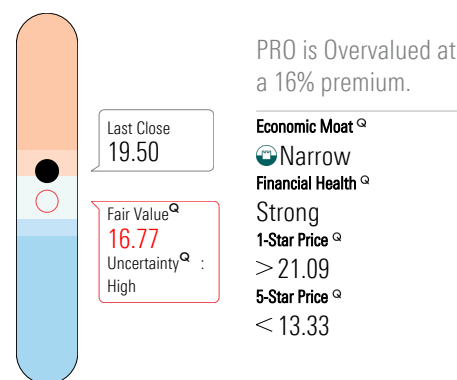 PRO is Overvalued at
a 16% premium.
Last Close
19.50
Fair Value Q
16.77
Uncertainty Q :
High
Economic Moat Q
Narrow
Financial Health Q
Strong
1-Star Price Q
>21.09
5-Star Price Q
<13.33